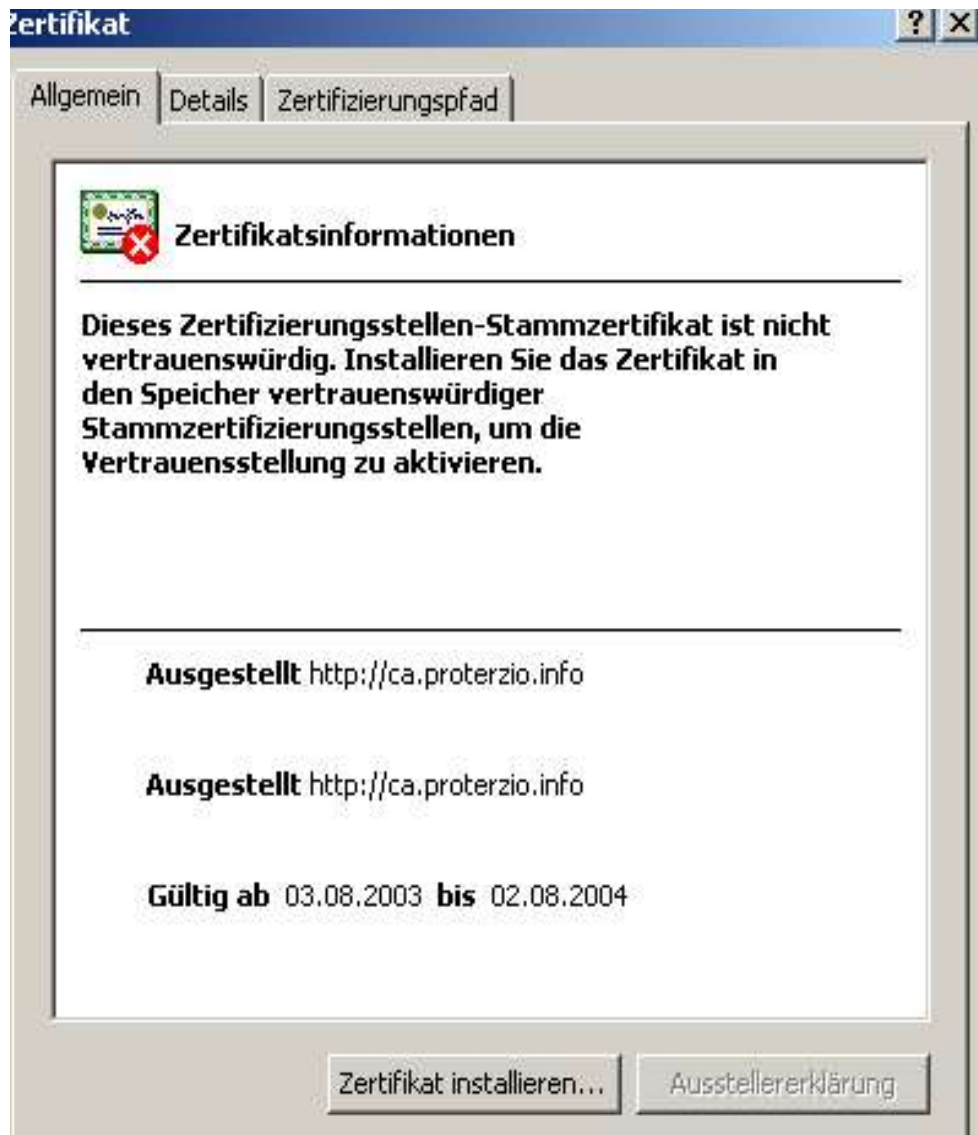 Zertifikat
Allgemein Details Zertifizierungspfad
Zertifikatsinformationen
Dieses Zertifizierungsstellen-Stammzertifikat ist nicht
vertrauenswürdig. Installieren Sie das Zertifikat in
den Speicher vertrauenswürdiger
Stammzertifizierungsstellen, um die
Vertrauensstellung zu aktivieren.
Ausgestellt http://ca.proterzio.info
Ausgestellt http://ca.proterzio.info
Gültig ab 03.08.2003 bis 02.08.2004
Zertifikat installieren... Ausstellererklärung